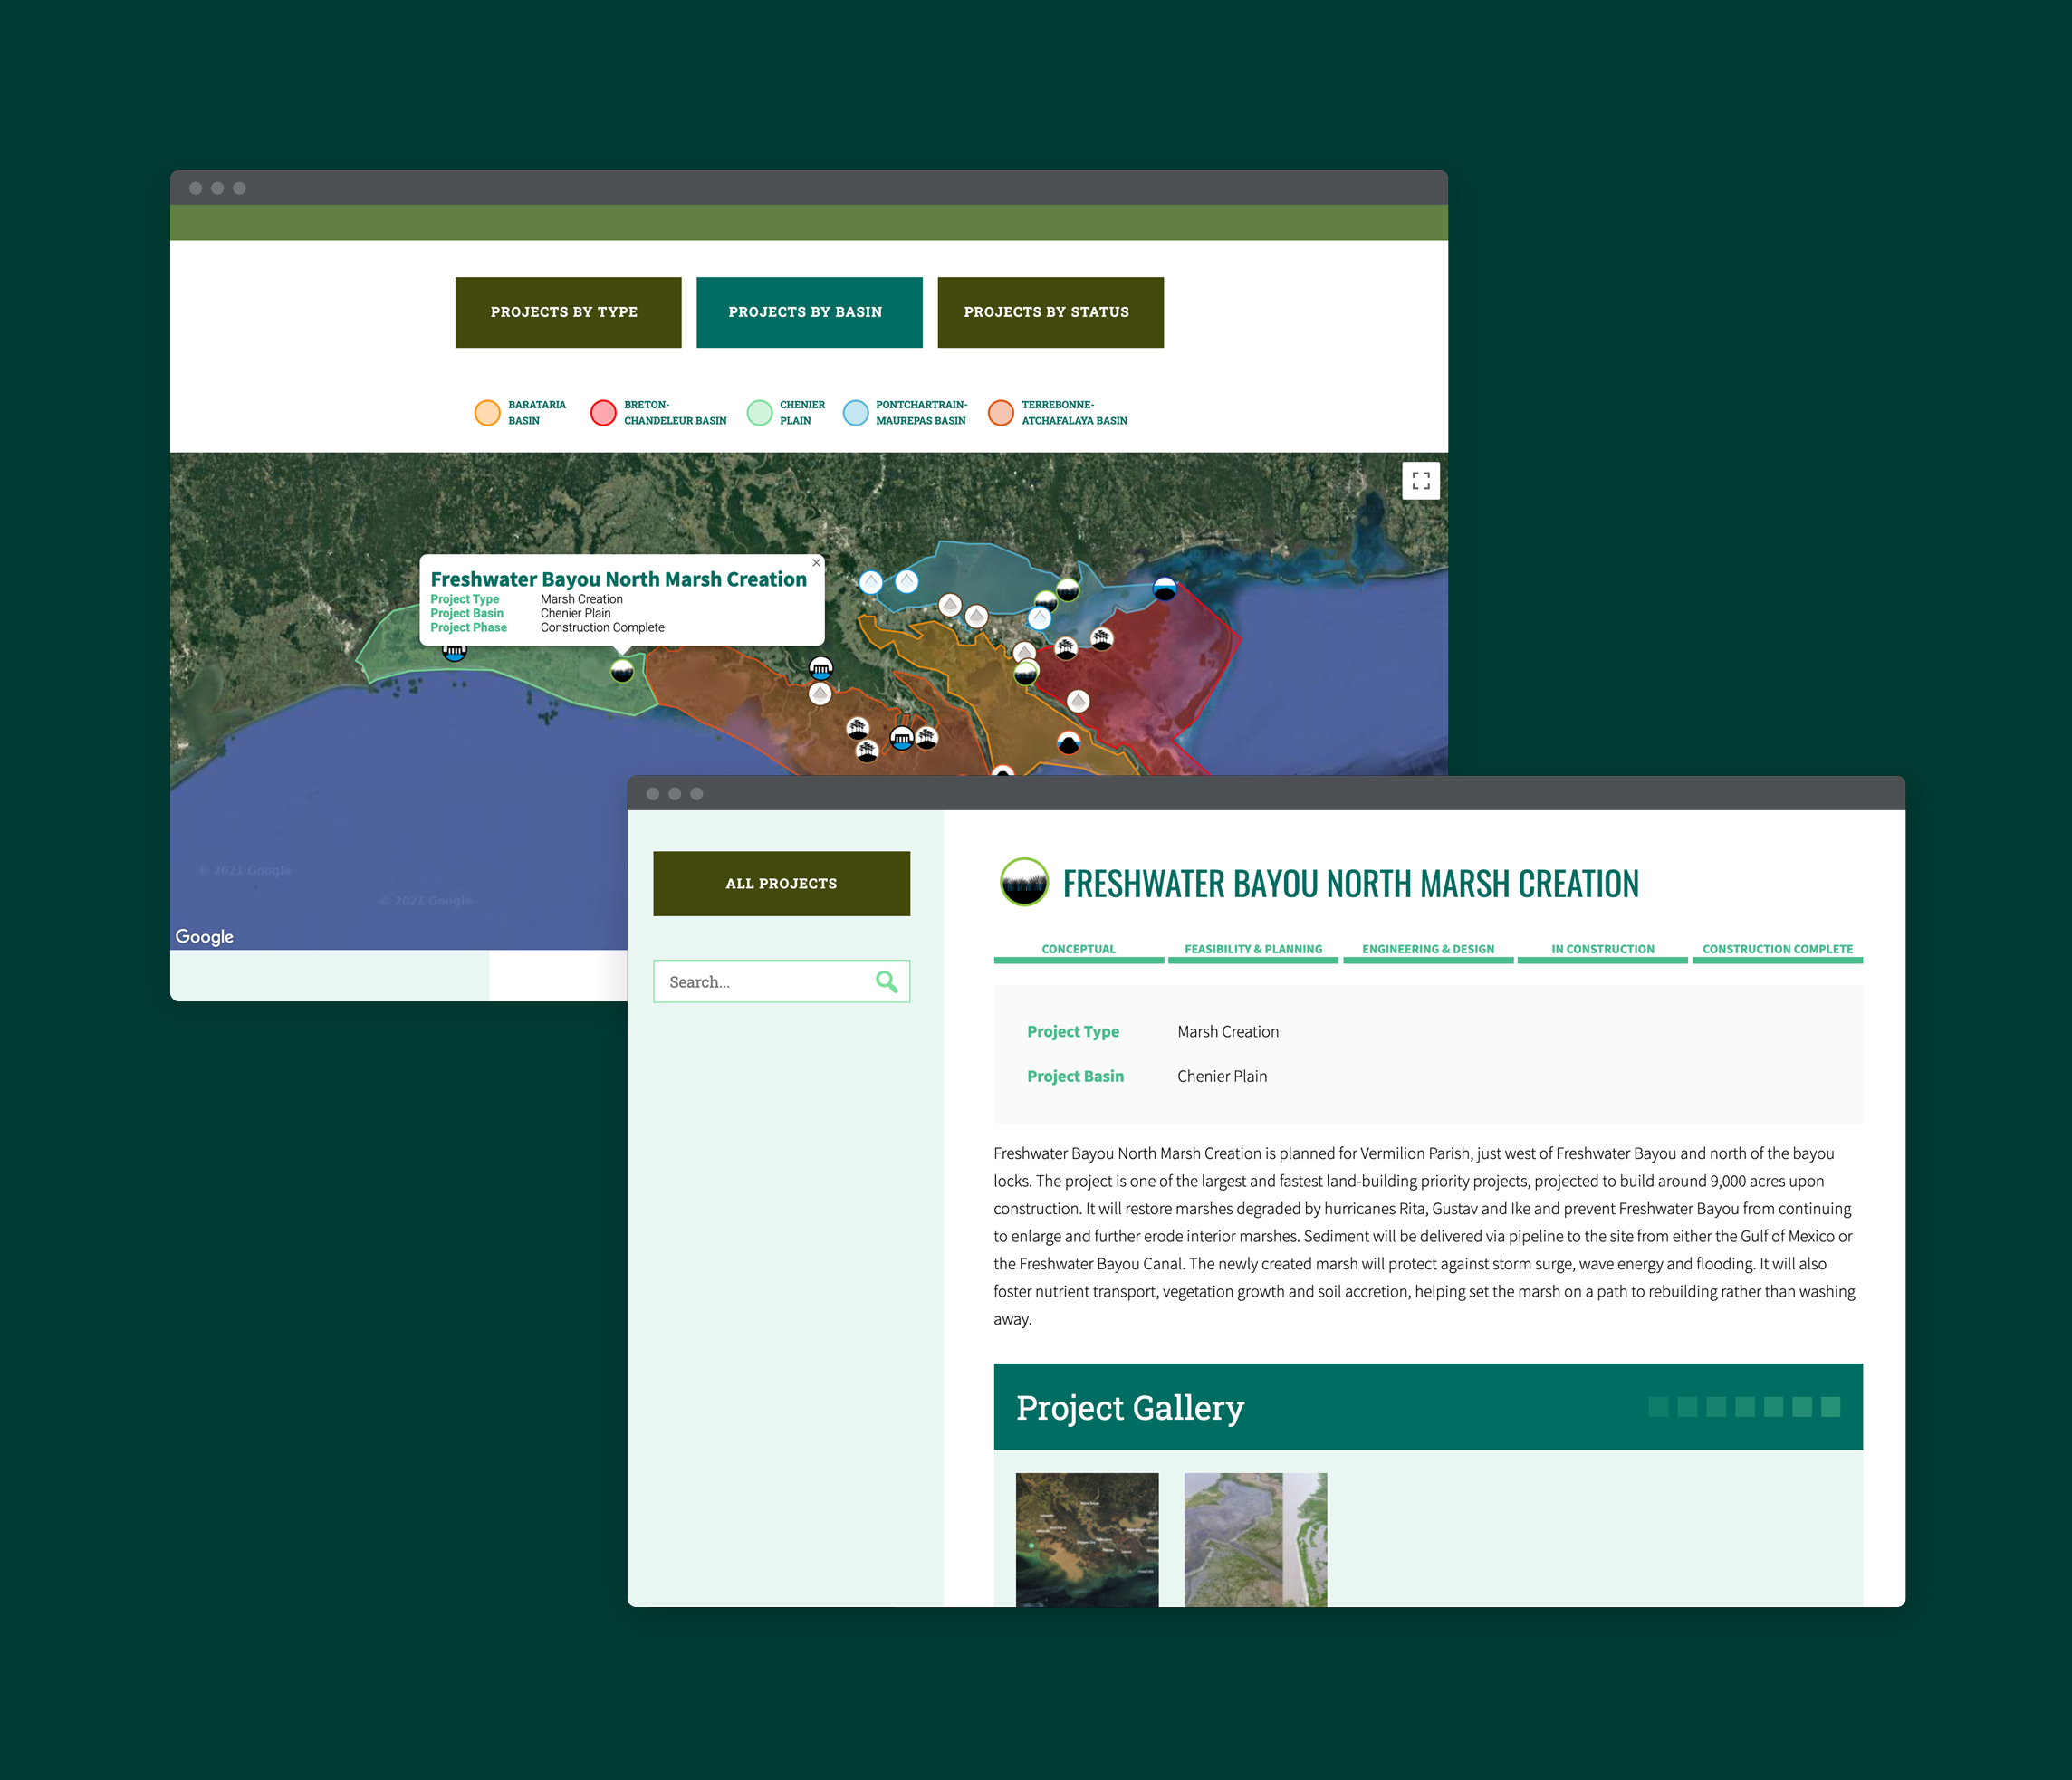 PROJECTS BY TYPE
PROJECTS BY BASIN
PROJECTS BY STATUS
BARATARIA
BASIN
BRETON-
CHANDELEUR BASIN
CHENIER
PLAIN
PONTCHARTRAIN-
MAUREPAS BASIN
TERREBONNE-
ATCHAFALAYA BASIN
Freshwater Bayou North Marsh Creation
Project Type Marsh Creation
Project Basin Chenier Plain
Project Phase Construction Complete
© 2021 Google
© 2021 Google
Google
ALL PROJECTS
Search...
FRESHWATER BAYOU NORTH MARSH CREATION
CONCEPTUAL
FEASIBILITY & PLANNING
ENGINEERING & DESIGN
IN CONSTRUCTION
CONSTRUCTION COMPLETE
Project Type Marsh Creation
Project Basin Chenier Plain
Freshwater Bayou North Marsh Creation is planned for Vermilion Parish, just west of Freshwater Bayou and north of the bayou
locks. The project is one of the largest and fastest land-building priority projects, projected to build around 9,000 acres upon
construction. It will restore marshes degraded by hurricanes Rita, Gustav and Ike and prevent Freshwater Bayou from continuing
to enlarge and further erode interior marshes. Sediment will be delivered via pipeline to the site from either the Gulf of Mexico or
the Freshwater Bayou Canal. The newly created marsh will protect against storm surge, wave energy and flooding. It will also
foster nutrient transport, vegetation growth and soil accretion, helping set the marsh on a path to rebuilding rather than washing
away.
Project Gallery